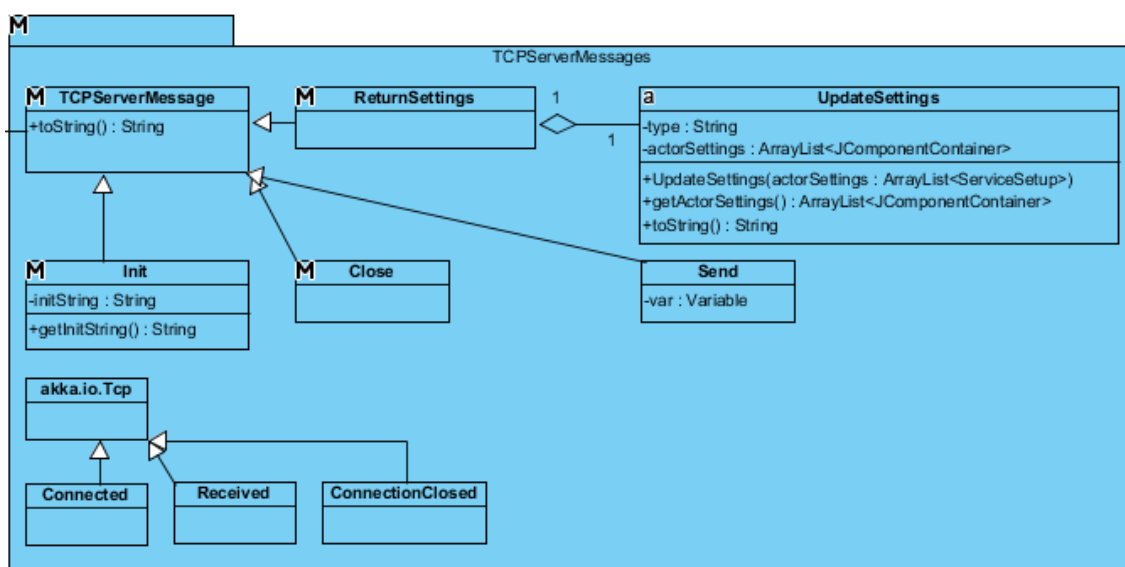 M
TCPServerMessages
M TCPServerMessage
+toString() : String
M ReturnSettings
1
1
a UpdateSettings
-type : String
-actorSettings : ArrayList<JComponentContainer>
+UpdateSettings(actorSettings : ArrayList<ServiceSetup>)
+getActorSettings() : ArrayList<JComponentContainer>
+toString() : String
M Init
-initString : String
+getInitString() : String
M Close
Send
-var : Variable
akka.io.Tcp
Connected
Received
ConnectionClosed